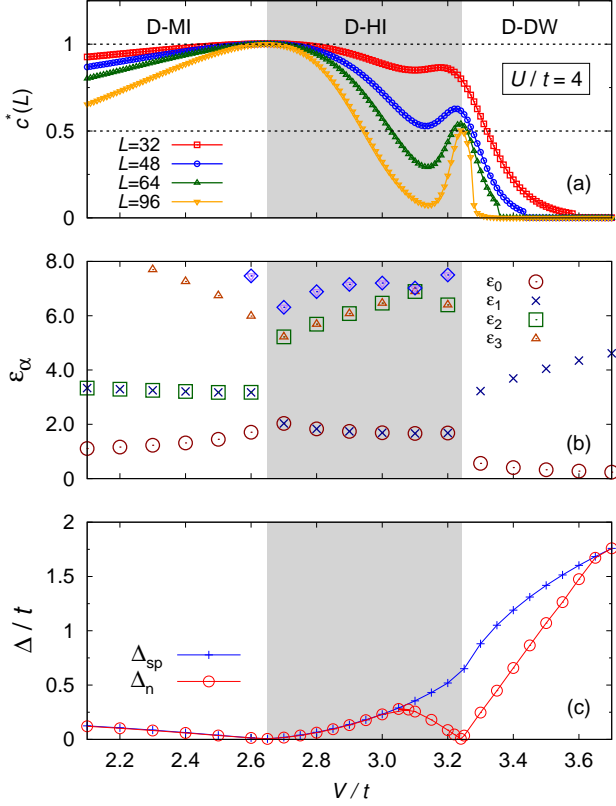 D-MI D-HI D-DW
1
0.5
0
c*(L)
U / t = 4
L=32
L=48
L=64
L=96
(a)
8.0
6.0
4.0
2.0
0
εα
ε0
ε1
ε2
ε3
(b)
2
1.5
1
0.5
0
Δ / t
Δsp
Δn
(c)
2.2 2.4 2.6 2.8 3.0 3.2 3.4 3.6
V / t